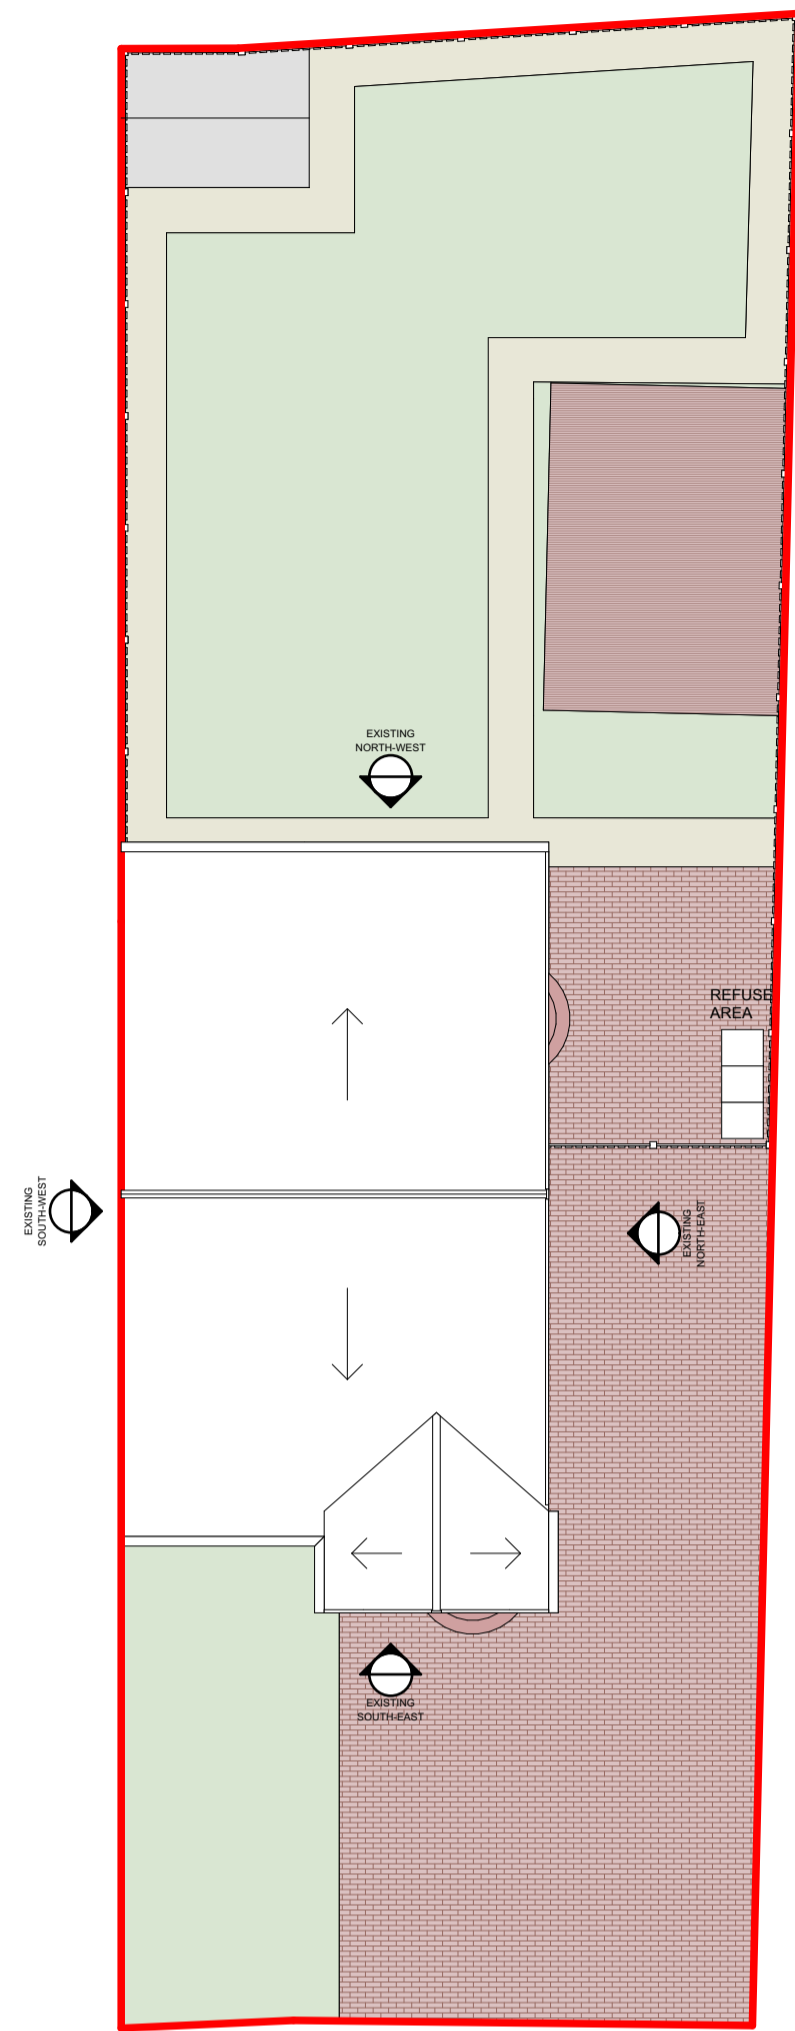 EXISTING
NORTH-WEST
REFUSE
AREA
EXISTING
SOUTH-WEST
EXISTING
NORTH-EAST
EXISTING
SOUTH-EAST